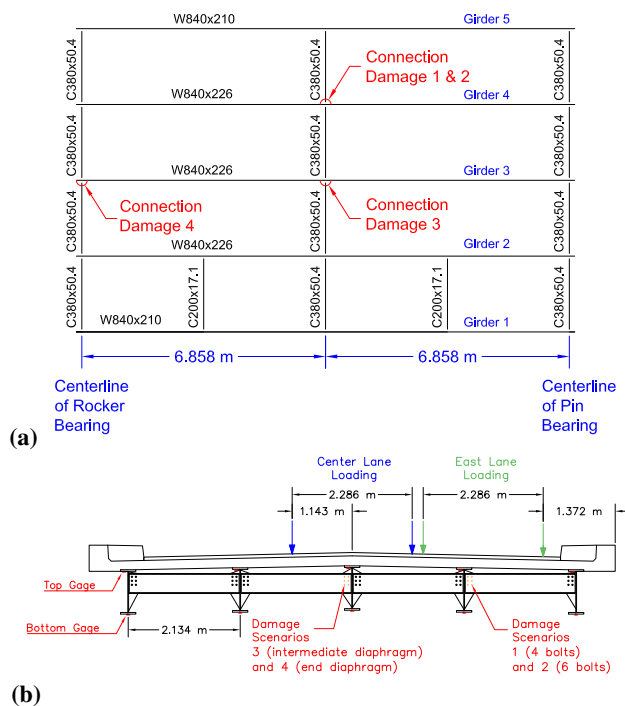 W840x210
Girder 5
C380x50.4
C380x50.4
C380x50.4
Connection
Damage 1 & 2
W840x226
Girder 4
C380x50.4
C380x50.4
C380x50.4
W840x226
Girder 3
Connection
Damage 4
Connection
Damage 3
C380x50.4
C380x50.4
C380x50.4
W840x226
Girder 2
C380x50.4
C200x17.1
C380x50.4
C200x17.1
C380x50.4
W840x210
Girder 1
6.858 m
6.858 m
Centerline
of Rocker
Bearing
Centerline
of Pin
Bearing
(a)
Center Lane
Loading
East Lane
Loading
2.286 m
2.286 m
1.143 m
1.372 m
Top Gage
Bottom Gage
2.134 m
Damage
Scenarios
3 (intermediate diaphragm)
and 4 (end diaphragm)
Damage
Scenarios
1 (4 bolts)
and 2 (6 bolts)
(b)